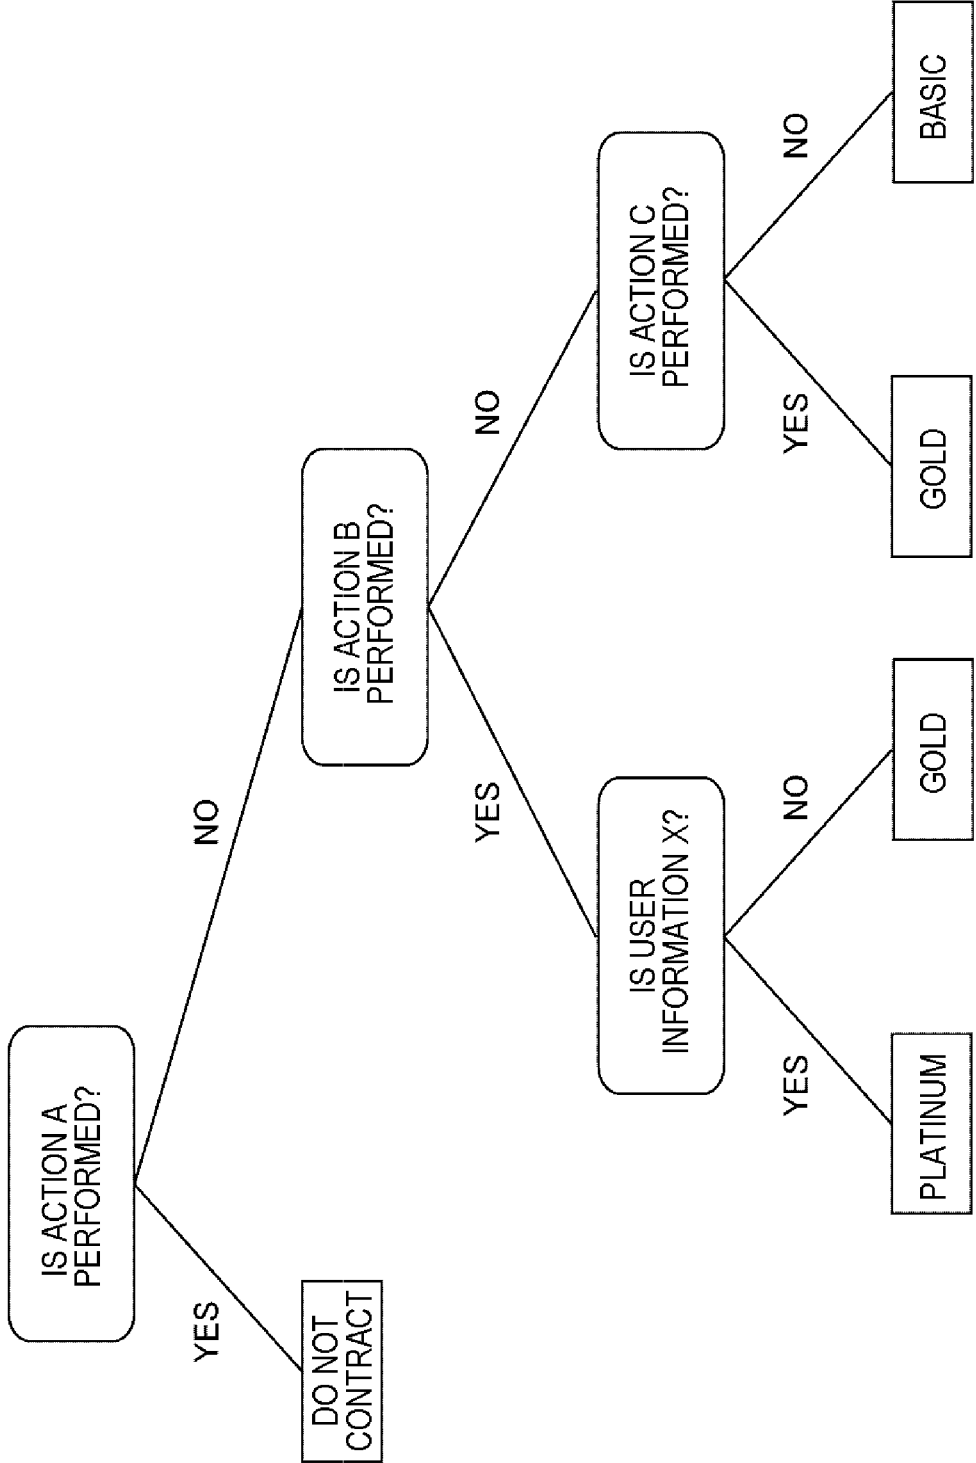 IS ACTION A
PERFORMED?
YES
NO
DO NOT
CONTRACT
IS ACTION B
PERFORMED?
YES
NO
IS USER
INFORMATION X?
IS ACTION C
PERFORMED?
YES
NO
YES
NO
PLATINUM
GOLD
GOLD
BASIC